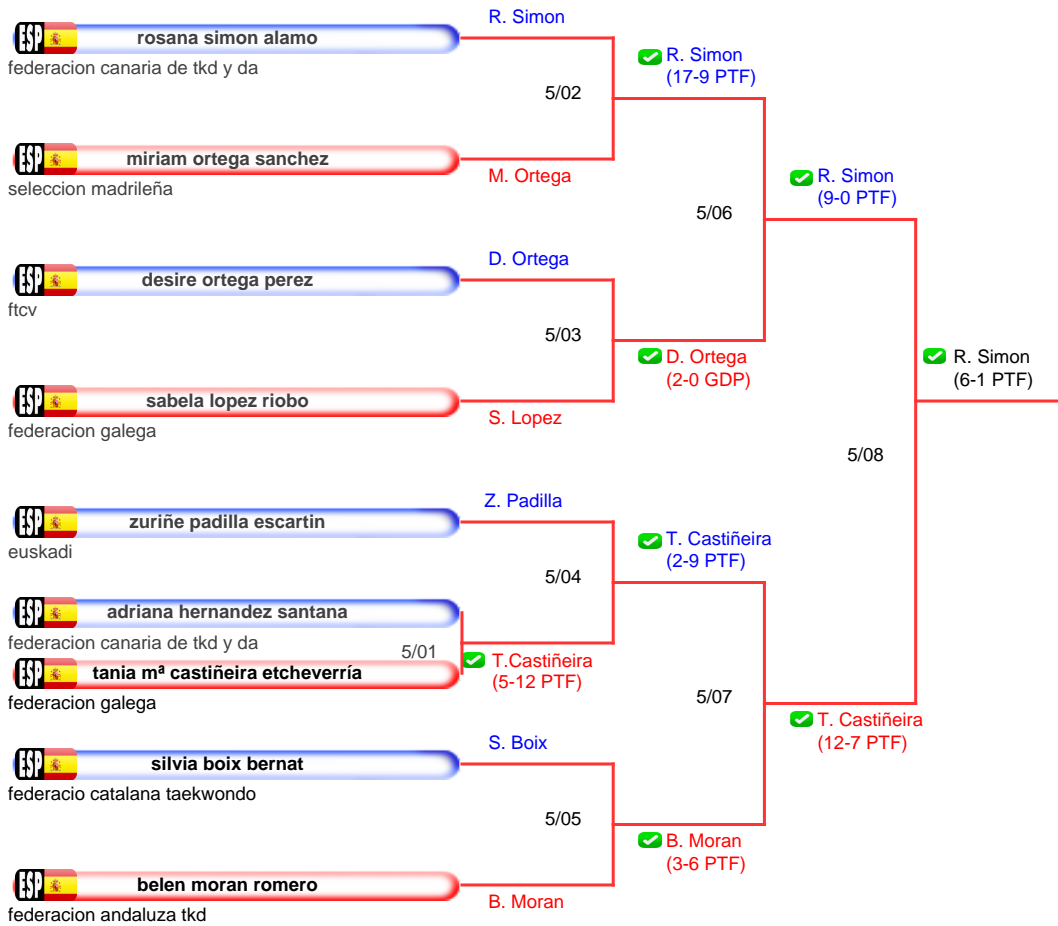 R. Simon
ESP rosana simon alamo
federacion canaria de tkd y da
R. Simon
(17-9 PTF)
5/02
ESP miriam ortega sanchez
seleccion madrileña
M. Ortega
R. Simon
(9-0 PTF)
5/06
D. Ortega
ESP desire ortega perez
ftcv
5/03
D. Ortega
(2-0 GDP)
R. Simon
(6-1 PTF)
ESP sabela lopez riobo
federacion galega
S. Lopez
5/08
Z. Padilla
ESP zuriñe padilla escartin
euskadi
T. Castiñeira
(2-9 PTF)
5/04
ESP adriana hernandez santana
federacion canaria de tkd y da
5/01
ESP tania mª castiñeira etcheverría
federacion galega
T.Castiñeira
(5-12 PTF)
5/07
T. Castiñeira
(12-7 PTF)
S. Boix
ESP silvia boix bernat
federacio catalana taekwondo
5/05
B. Moran
(3-6 PTF)
ESP belen moran romero
federacion andaluza tkd
B. Moran